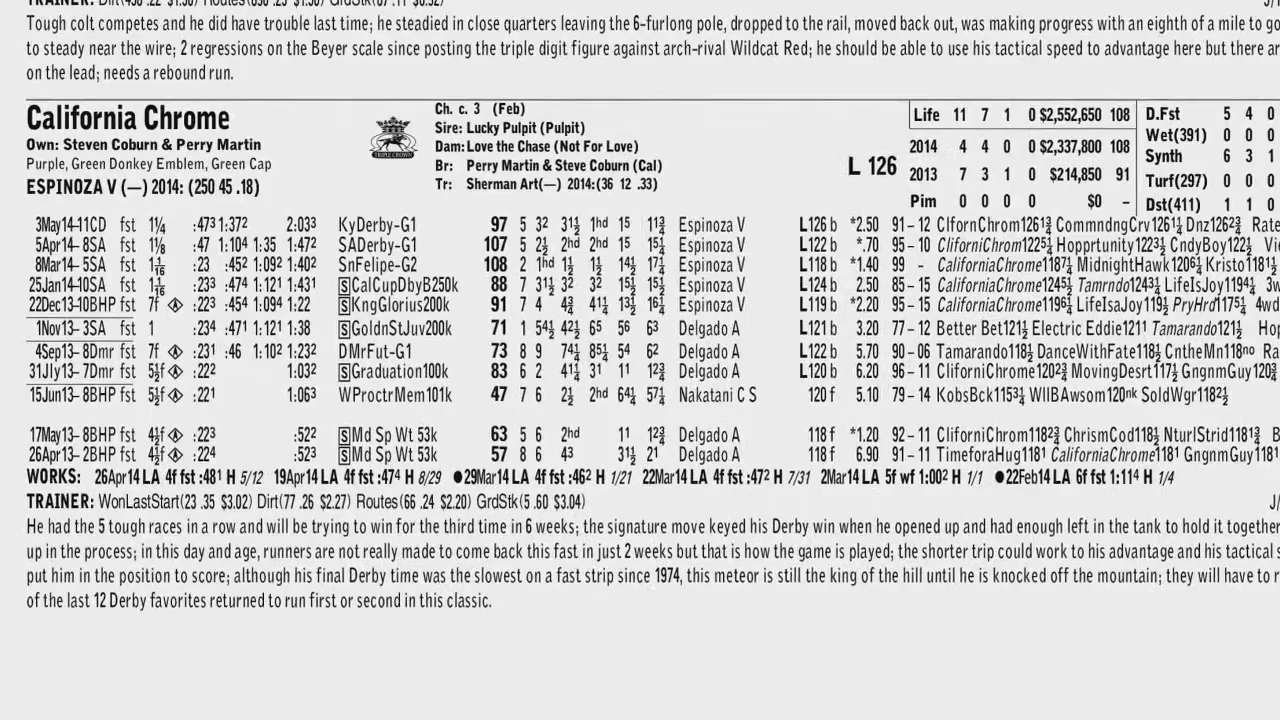 Tough colt competes and he did have trouble last time; he steadied in close quarters leaving the 6-furlong pole, dropped to the rail, moved back out, was making progress with an eighth of a mile to go
to steady near the wire; 2 regressions on the Beyer scale since posting the triple digit figure against arch-rival Wildcat Red; he should be able to use his tactical speed to advantage here but there ar
on the lead; needs a rebound run.
California Chrome
Own: Steven Coburn & Perry Martin
Purple, Green Donkey Emblem, Green Cap
ESPINOZA V (—) 2014: (250 45 .18)
TRIPLE CROWN
Ch. c. 3 (Feb)
Sire: Lucky Pulpit (Pulpit)
Dam: Love the Chase (Not For Love)
Br: Perry Martin & Steve Coburn (Cal)
Tr: Sherman Art(—) 2014:(36 12 .33)
L 126
Life 11 7 1 0 $2,552,650 108
2014 4 4 0 0 $2,337,800 108
2013 7 3 1 0 $214,850 91
Pim 0 0 0 0 $0 –
D.Fst 5 4 0
Wet(391) 0 0 0
Synth 6 3 1
Turf(297) 0 0 0
Dst(411) 1 1 0
3May14-11CD fst 1¼ :473 1:372 2:033 KyDerby-G1 97 5 32 31½ 1hd 15 11¾ Espinoza V L126 b *2.50 91-12 ClfornChrom1261¾ CommndngCrv1261¼ Dnz1262¾ Rate
5Apr14- 8SA fst 1⅛ :47 1:104 1:35 1:472 SADerby-G1 107 5 2½ 2hd 2hd 15 15¼ Espinoza V L122 b *.70 95-10 CliforniChrom1225¼ Hopprtunity1223½ CndyBoy122½ Vi
8Mar14- 5SA fst 1 1/16 :23 :452 1:092 1:402 SnFelipe-G2 108 2 1hd 1½ 1½ 14½ 17¼ Espinoza V L118 b *1.40 99 - CaliforniaChrome1187¼ MidnightHawk1206¼ Kristo1181½
25Jan14-10SA fst 1 1/16 :233 :474 1:121 1:431 [S]CalCupDbyB250k 88 7 31½ 32 32 15½ 15½ Espinoza V L124 b 2.50 85-15 CaliforniaChrome1245½ Tamrndo1243¼ LifeIsJoy1194 3w
22Dec13-10BHP 7f :223 :454 1:094 1:22 [S]KngGlorius200k 91 7 4 4¾ 41½ 13½ 16¼ Espinoza V L119 b *2.20 95-15 CaliforniaChrome1196¼ LifeIsaJoy119½ PryHrd1175¼ 4wd
1Nov13- 3SA fst 1 :234 :471 1:121 1:38 [S]GoldnStJuv200k 71 1 54½ 42½ 65 56 63 Delgado A L121 b 3.20 77-12 Better Bet121½ Electric Eddie1211 Tamarando121½ Hop
4Sep13- 8Dmr fst 7f :231 :46 1:102 1:232 DMrFut-G1 73 8 9 74¼ 85¼ 54 62 Delgado A L122 b 5.70 90-06 Tamarando118½ DanceWithFate118½ CntheMn118no Ra
31Jly13- 7Dmr fst 5½f :222 1:032 [S]Graduation100k 83 6 2 41¼ 31 11 12¾ Delgado A L120 b 6.20 96-11 CliforniChrome1202¾ MovingDesrt117½ GngnmGuy120¾
15Jun13- 8BHP fst 5½f :221 1:063 WProctrMem101k 47 7 6 2½ 2hd 64¼ 57¼ Nakatani C S 120 f 5.10 79-14 KobsBck1153¼ WllBAwsom120nk SoldWgr1182½
17May13- 8BHP fst 4½f :223 :522 [S]Md Sp Wt 53k 63 5 6 2hd 11 12¾ Delgado A 118 f *1.20 92-11 CliforniChrom1182¾ ChrismCod118½ NturlStrid1181¾ B
26Apr13- 2BHP fst 4½f :224 :523 [S]Md Sp Wt 53k 57 8 6 43 31½ 21 Delgado A 118 f 6.90 91-11 TimeforaHug1181 CaliforniaChrome1181 GngnmGuy1181
WORKS: 26Apr14 LA 4f fst :481 H 5/12 19Apr14 LA 4f fst :474 H 8/29 ●29Mar14 LA 4f fst :462 H 1/21 22Mar14 LA 4f fst :472 H 7/31 2Mar14 LA 5f wf 1:002 H 1/1 ●22Feb14 LA 6f fst 1:114 H 1/4
TRAINER: WonLastStart(23 .35 $3.02) Dirt(77 .26 $2.27) Routes(66 .24 $2.20) GrdStk(5 .60 $3.04)
He had the 5 tough races in a row and will be trying to win for the third time in 6 weeks; the signature move keyed his Derby win when he opened up and had enough left in the tank to hold it together
up in the process; in this day and age, runners are not really made to come back this fast in just 2 weeks but that is how the game is played; the shorter trip could work to his advantage and his tactical s
put him in the position to score; although his final Derby time was the slowest on a fast strip since 1974, this meteor is still the king of the hill until he is knocked off the mountain; they will have to r
of the last 12 Derby favorites returned to run first or second in this classic.